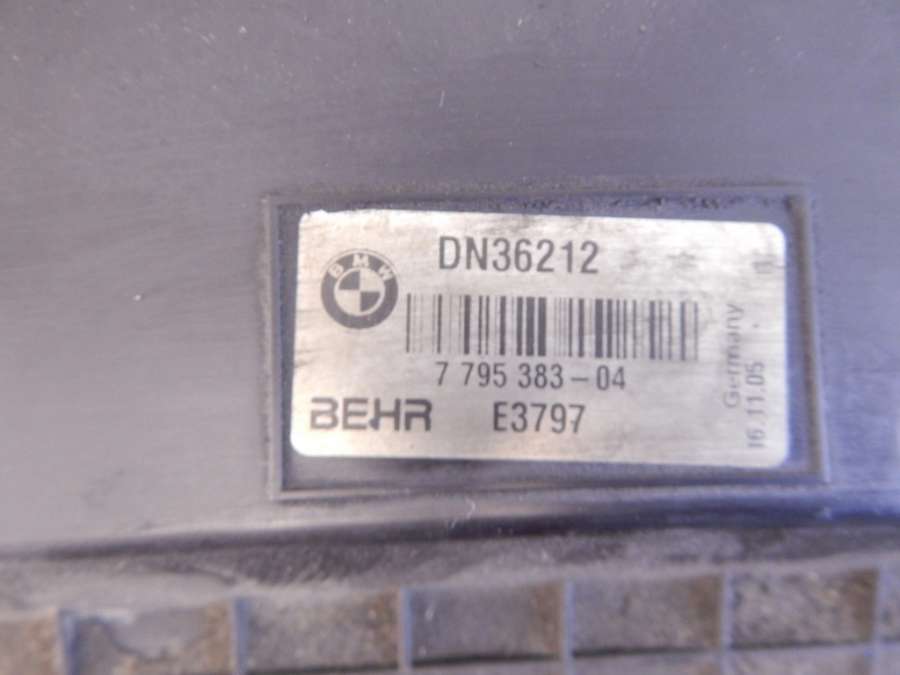 BMW
DN36212
7 795 383-04
BEHR E3797
Germany
16.11.05